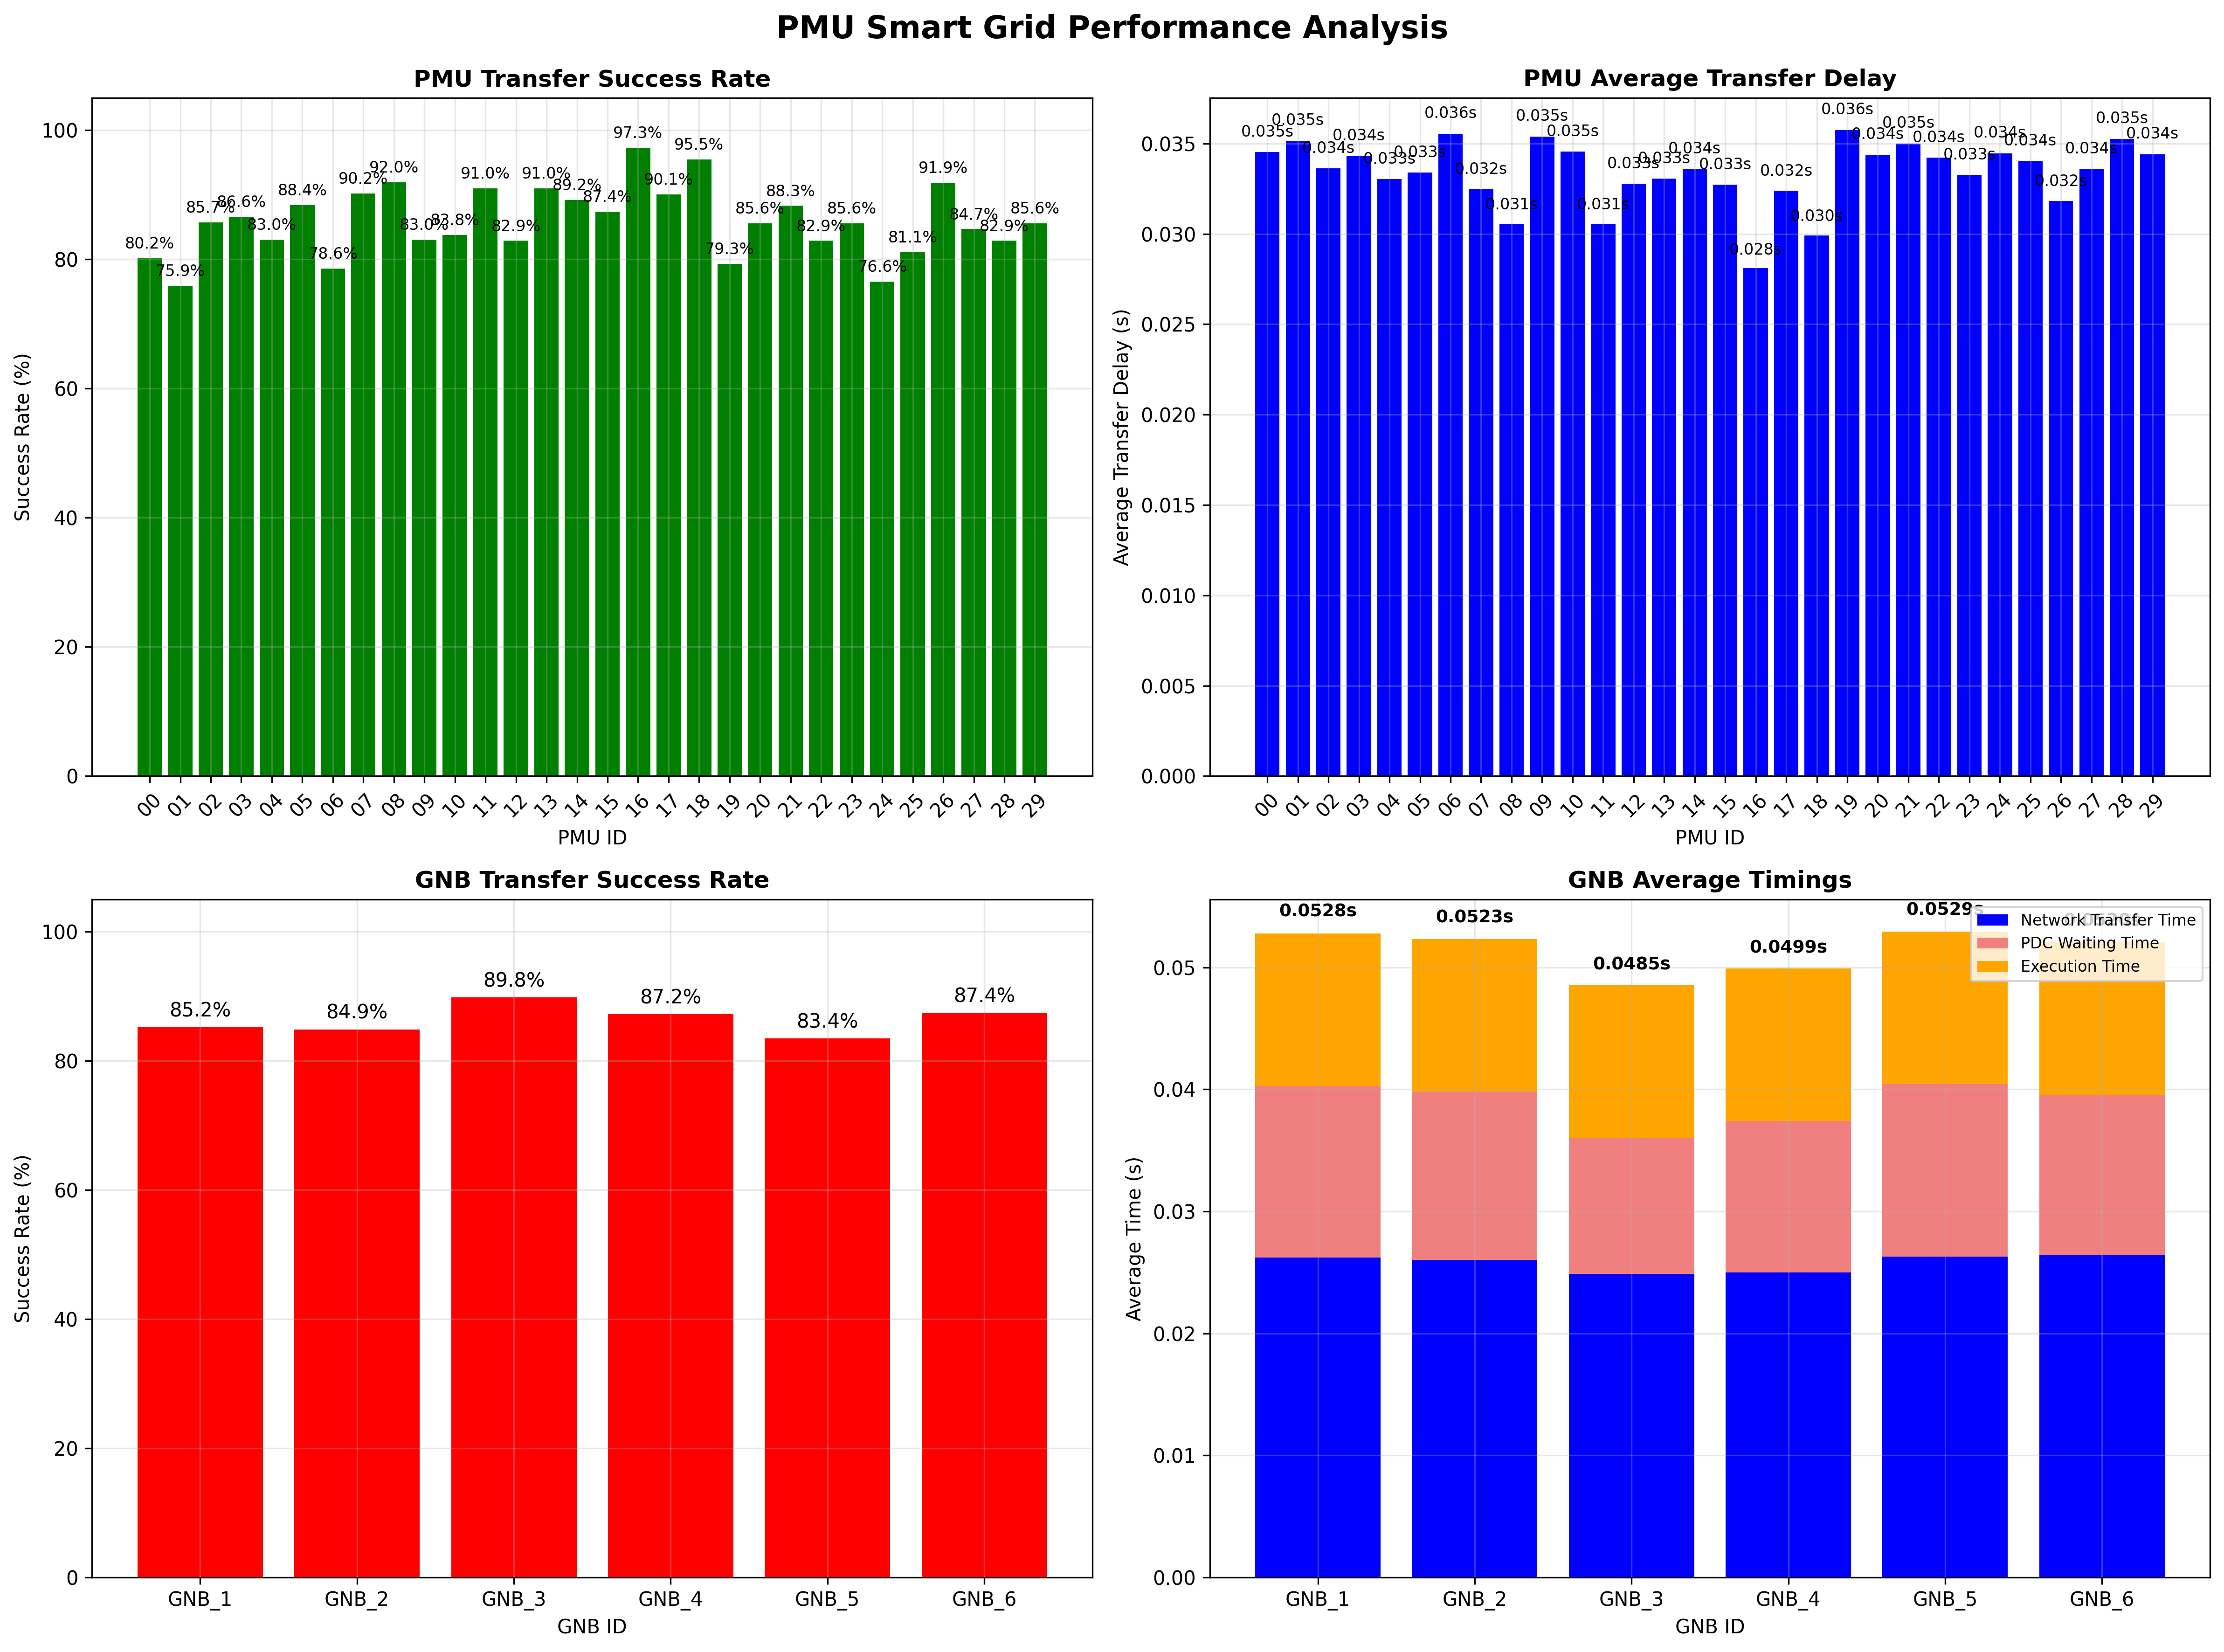 PMU Smart Grid Performance Analysis
PMU Transfer Success Rate
Success Rate (%)
100
80
60
40
20
0
80.2%
75.9%
85.7%
86.6%
83.0%
88.4%
78.6%
90.2%
92.0%
83.0%
83.8%
91.0%
82.9%
91.0%
89.2%
87.4%
97.3%
90.1%
95.5%
79.3%
85.6%
88.3%
82.9%
85.6%
76.6%
81.1%
91.9%
84.7%
82.9%
85.6%
00 01 02 03 04 05 06 07 08 09 10 11 12 13 14 15 16 17 18 19 20 21 22 23 24 25 26 27 28 29
PMU ID
PMU Average Transfer Delay
Average Transfer Delay (s)
0.035
0.030
0.025
0.020
0.015
0.010
0.005
0.000
0.035s
0.035s
0.034s
0.034s
0.033s
0.033s
0.036s
0.032s
0.031s
0.035s
0.035s
0.031s
0.033s
0.033s
0.034s
0.033s
0.028s
0.032s
0.030s
0.036s
0.034s
0.035s
0.034s
0.033s
0.034s
0.034s
0.032s
0.034s
0.035s
0.034s
00 01 02 03 04 05 06 07 08 09 10 11 12 13 14 15 16 17 18 19 20 21 22 23 24 25 26 27 28 29
PMU ID
GNB Transfer Success Rate
Success Rate (%)
100
80
60
40
20
0
85.2%
84.9%
89.8%
87.2%
83.4%
87.4%
GNB_1 GNB_2 GNB_3 GNB_4 GNB_5 GNB_6
GNB ID
GNB Average Timings
Average Time (s)
0.05
0.04
0.03
0.02
0.01
0.00
0.0528s
0.0523s
0.0485s
0.0499s
0.0529s
Network Transfer Time
PDC Waiting Time
Execution Time
GNB_1 GNB_2 GNB_3 GNB_4 GNB_5 GNB_6
GNB ID